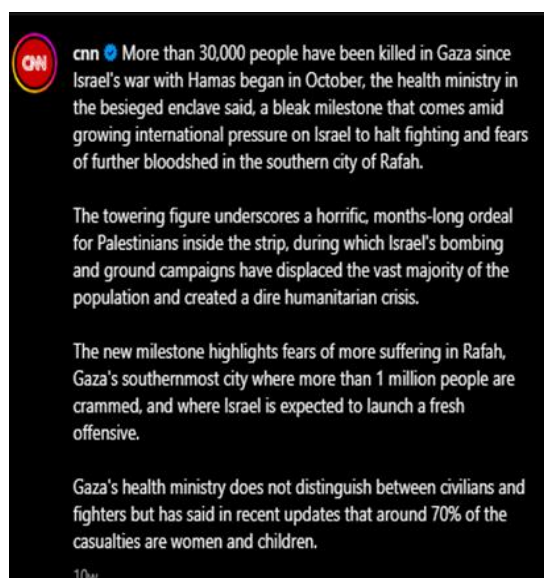 CNN
cnn More than 30,000 people have been killed in Gaza since
Israel's war with Hamas began in October, the health ministry in
the besieged enclave said, a bleak milestone that comes amid
growing international pressure on Israel to halt fighting and fears
of further bloodshed in the southern city of Rafah.
The towering figure underscores a horrific, months-long ordeal
for Palestinians inside the strip, during which Israel's bombing
and ground campaigns have displaced the vast majority of the
population and created a dire humanitarian crisis.
The new milestone highlights fears of more suffering in Rafah,
Gaza's southernmost city where more than 1 million people are
crammed, and where Israel is expected to launch a fresh
offensive.
Gaza's health ministry does not distinguish between civilians and
fighters but has said in recent updates that around 70% of the
casualties are women and children.
10w